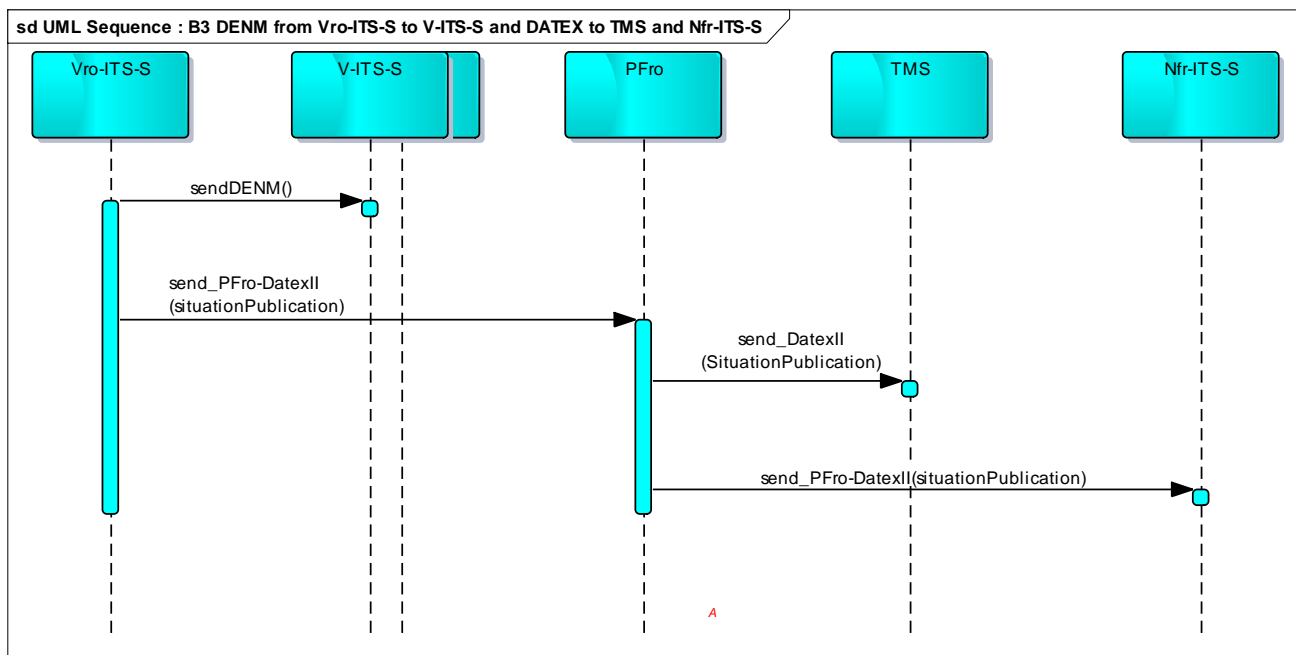 sd UML Sequence : B3 DENM from Vro-ITS-S to V-ITS-S and DATEX to TMS and Nfr-ITS-S
Vro-ITS-S
V-ITS-S
PFro
TMS
Nfr-ITS-S
sendDENM()
send_PFro-DatexII
(situationPublication)
send_DatexII
(SituationPublication)
send_PFro-DatexII(situationPublication)
A